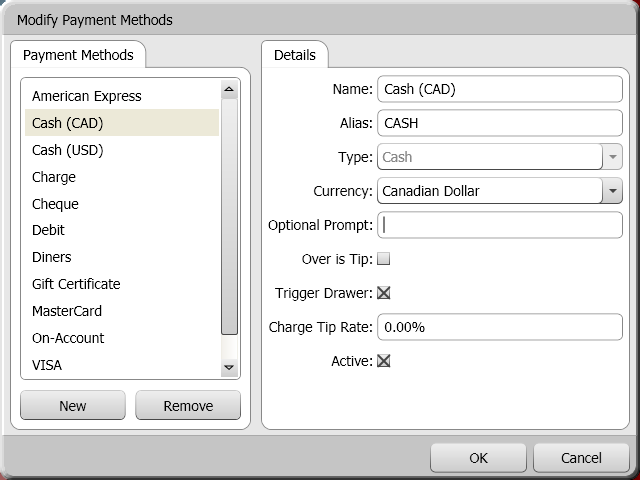 Modify Payment Methods
Payment Methods
American Express
Cash (CAD)
Cash (USD)
Charge
Cheque
Debit
Diners
Gift Certificate
MasterCard
On-Account
VISA
New
Remove
Details
Name: Cash (CAD)
Alias: CASH
Type: Cash
Currency: Canadian Dollar
Optional Prompt:
Over is Tip:
Trigger Drawer:
Charge Tip Rate: 0.00%
Active:
OK
Cancel